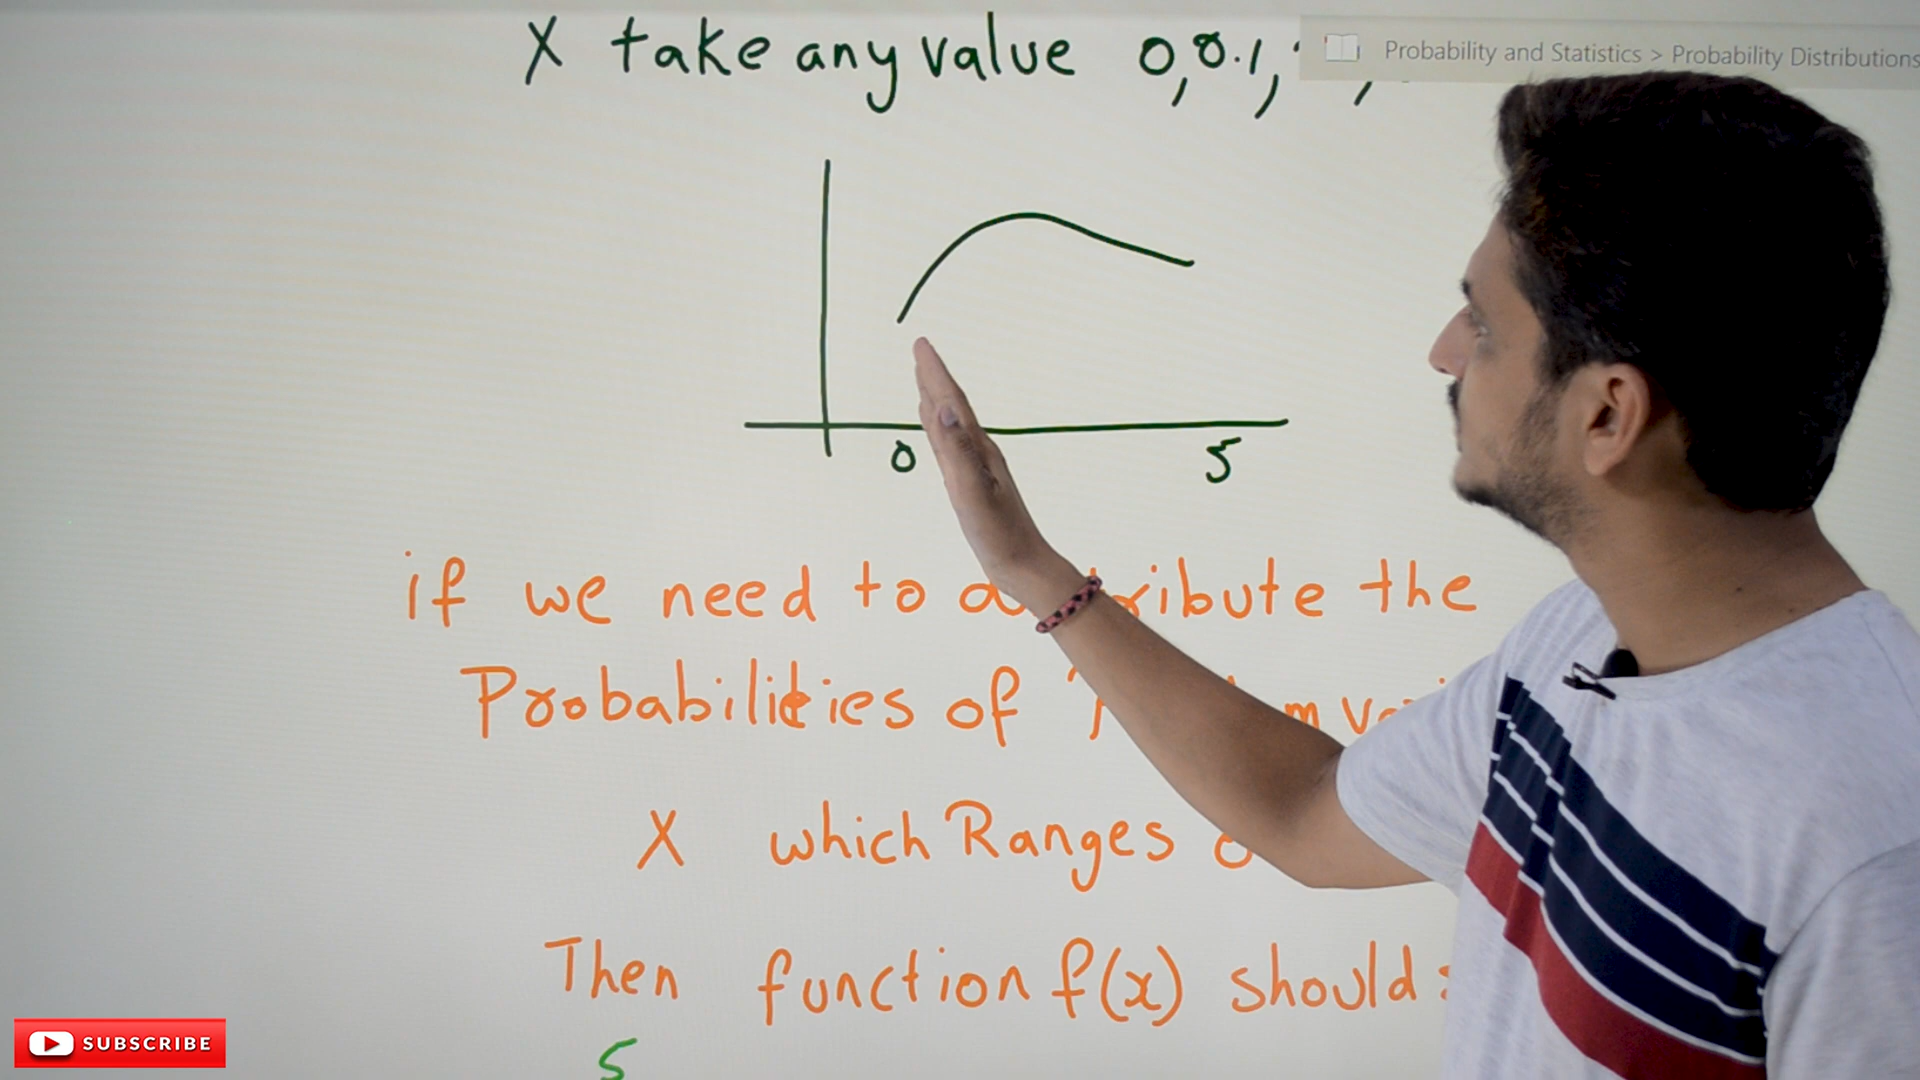 X take any value 0, 0.1,
Probability and Statistics > Probability Distributions
0 5
if we need to the
Probabilities of
X which Ranges
Then function f(x) should
5
SUBSCRIBE